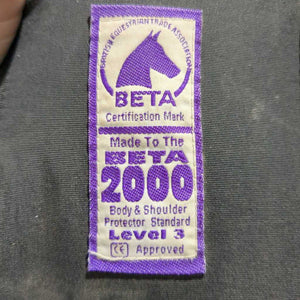 BRITISH EQUESTRIAN TRADE ASSOCIATION
BETA
Certification Mark
Made To The
BETA
2000
Body & Shoulder
Protector Standard
Level 3
CE Approved